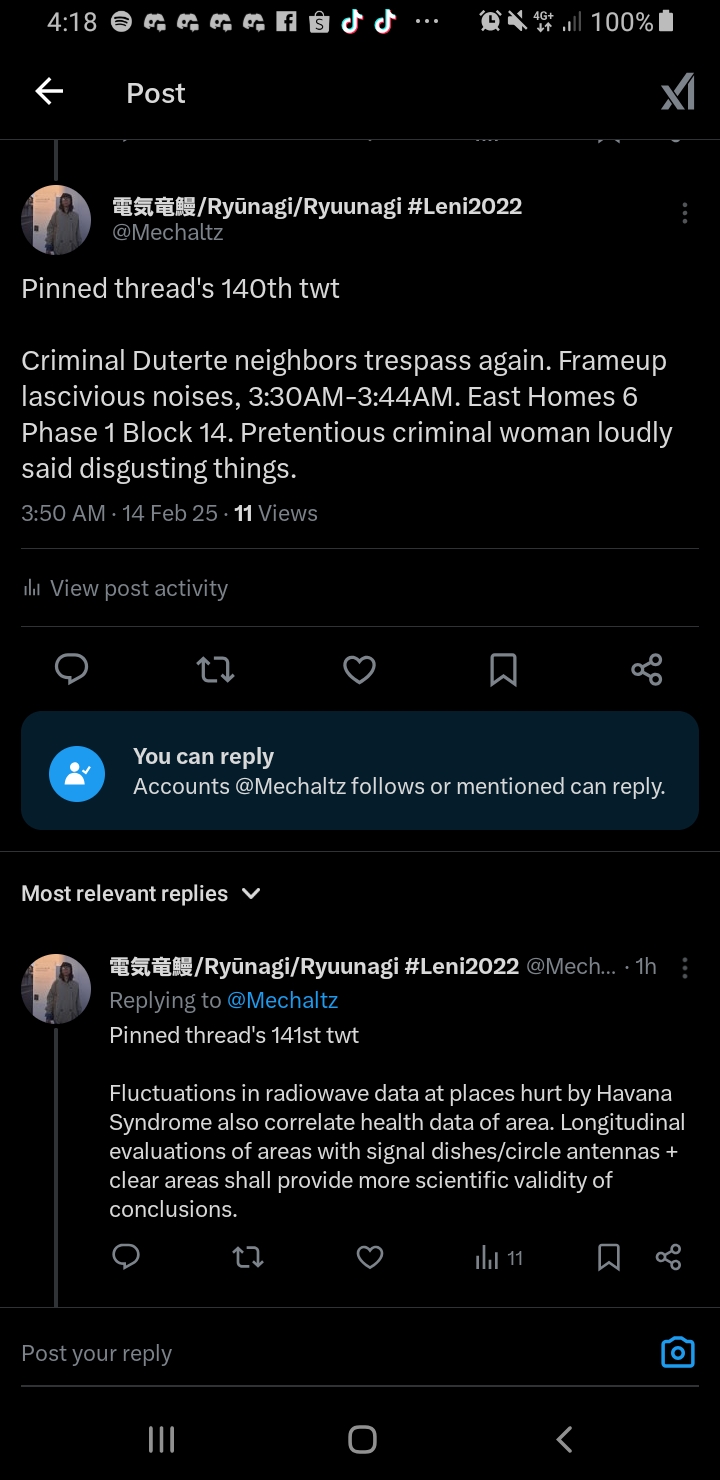 4:18 4G+ 100%
Post
電気竜鰻/Ryūnagi/Ryuunagi #Leni2022
@Mechaltz
Pinned thread's 140th twt
Criminal Duterte neighbors trespass again. Frameup
lascivious noises, 3:30AM-3:44AM. East Homes 6
Phase 1 Block 14. Pretentious criminal woman loudly
said disgusting things.
3:50 AM · 14 Feb 25 · 11 Views
View post activity
You can reply
Accounts @Mechaltz follows or mentioned can reply.
Most relevant replies
電気竜鰻/Ryūnagi/Ryuunagi #Leni2022 @Mech... · 1h
Replying to @Mechaltz
Pinned thread's 141st twt
Fluctuations in radiowave data at places hurt by Havana
Syndrome also correlate health data of area. Longitudinal
evaluations of areas with signal dishes/circle antennas +
clear areas shall provide more scientific validity of
conclusions.
11
Post your reply